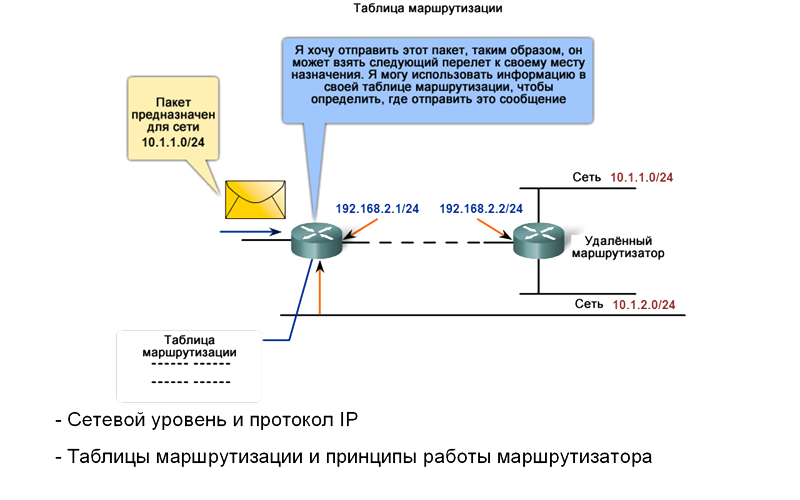 Таблица маршрутизации
Я хочу отправить этот пакет, таким образом, он
может взять следующий перелет к своему месту
назначения. Я могу использовать информацию в
своей таблице маршрутизации, чтобы
определить, где отправить это сообщение
Пакет
предназначен
для сети
10.1.1.0/24
Сеть 10.1.1.0/24
192.168.2.1/24
192.168.2.2/24
Удалённый
маршрутизатор
Сеть 10.1.2.0/24
Таблица
маршрутизации
- Сетевой уровень и протокол IP
- Таблицы маршрутизации и принципы работы маршрутизатора